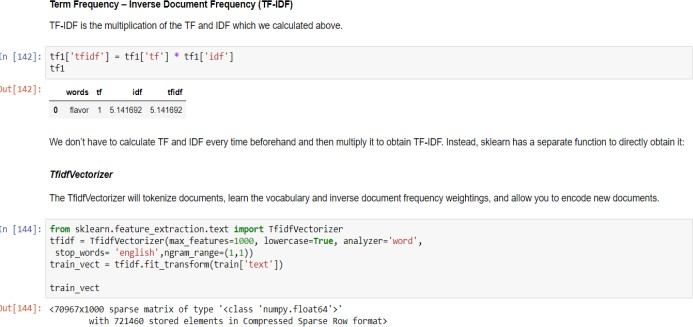 Term Frequency – Inverse Document Frequency (TF-IDF)
TF-IDF is the multiplication of the TF and IDF which we calculated above.
In [142]: tf1['tfidf'] = tf1['tf'] * tf1['idf']
tf1
Out[142]:
words tf idf tfidf
0 flavor 1 5.141692 5.141692
We don't have to calculate TF and IDF every time beforehand and then multiply it to obtain TF-IDF. Instead, sklearn has a separate function to directly obtain it:
TfidfVectorizer
The TfidfVectorizer will tokenize documents, learn the vocabulary and inverse document frequency weightings, and allow you to encode new documents.
In [144]: from sklearn.feature_extraction.text import TfidfVectorizer
tfidf = TfidfVectorizer(max_features=1000, lowercase=True, analyzer='word',
stop_words= 'english',ngram_range=(1,1))
train_vect = tfidf.fit_transform(train['text'])
train_vect
Out[144]: <70967x1000 sparse matrix of type '<class 'numpy.float64'>'
with 721460 stored elements in Compressed Sparse Row format>